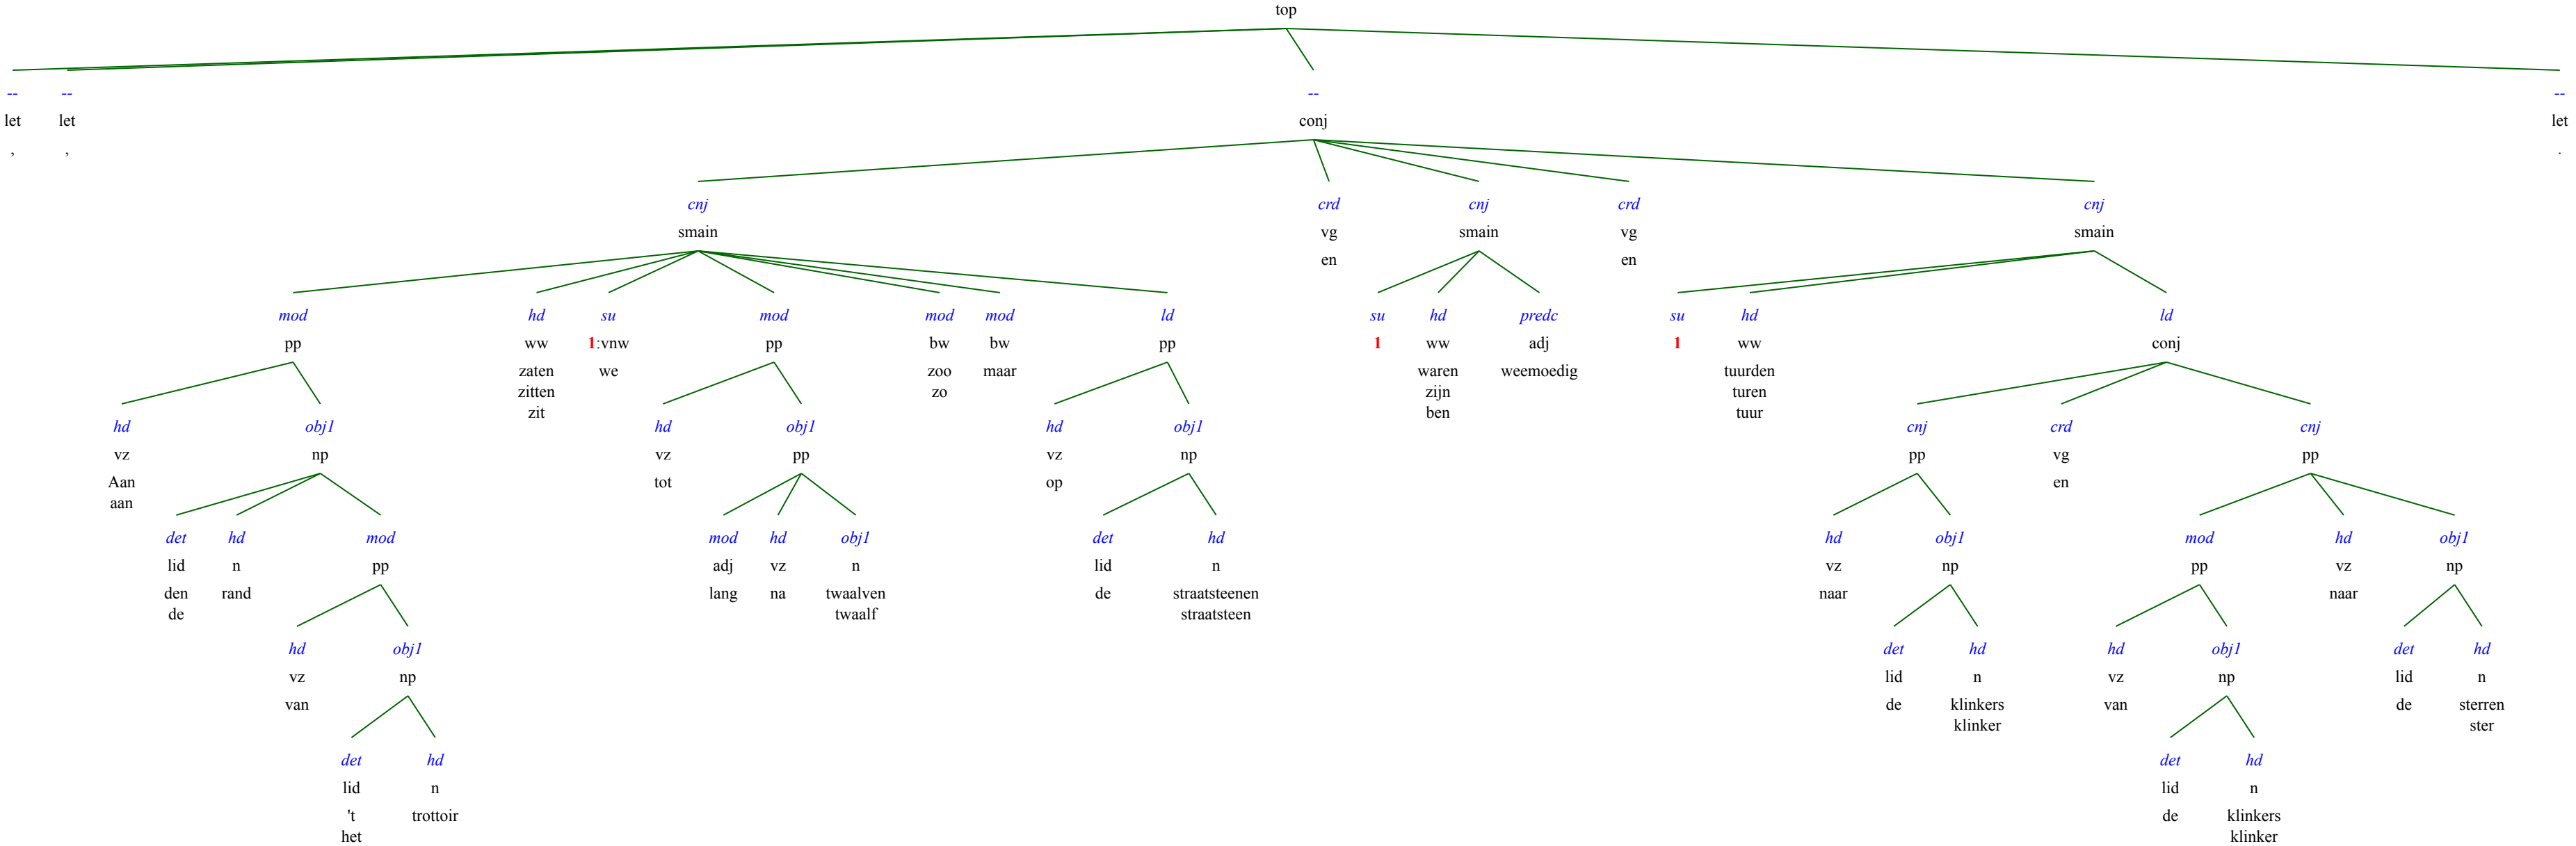 top
-- -- -- --
let let conj let
, , .
cnj crd cnj crd cnj
smain vg smain vg smain
en en
mod hd su mod mod mod ld su hd predc su hd ld
pp ww 1:vnw pp bw bw pp 1 ww adj 1 ww conj
zaten we zoo maar waren weemoedig tuurden
zitten zo zijn turen
zit ben tuur
hd obj1 hd obj1 hd obj1 cnj crd cnj
vz np vz pp vz np pp vg pp
Aan tot op en
aan
det hd mod mod hd obj1 det hd hd obj1 mod hd obj1
lid n pp adj vz n lid n vz np pp vz np
den rand lang na twaalven de straatsteenen naar naar
de twaalf straatsteen
hd obj1 det hd hd obj1 det hd
vz np lid n vz np lid n
van de klinkers van de sterren
klinker ster
det hd det hd
lid n lid n
't trottoir de klinkers
het klinker